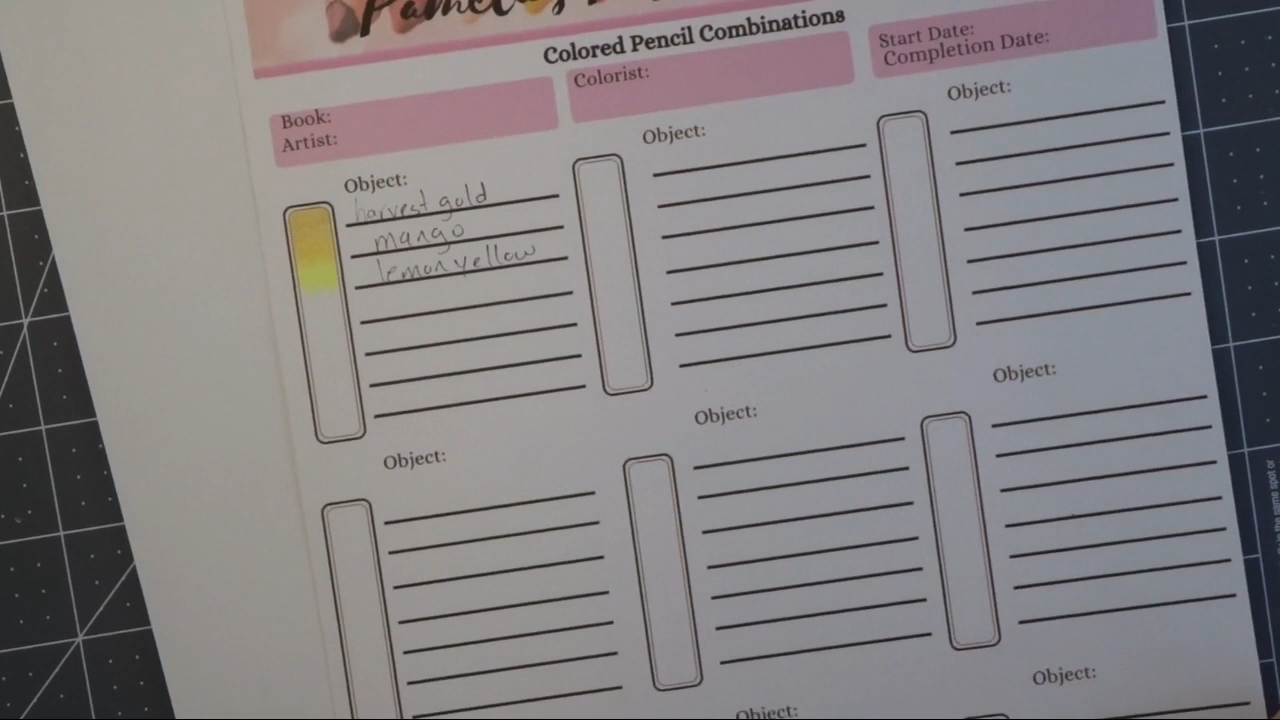 Colored Pencil Combinations
Book:
Artist:
Colorist:
Start Date:
Completion Date:
Object:
harvest gold
mango
lemon yellow
Object:
Object:
Object:
Object:
Object:
Object:
Object: